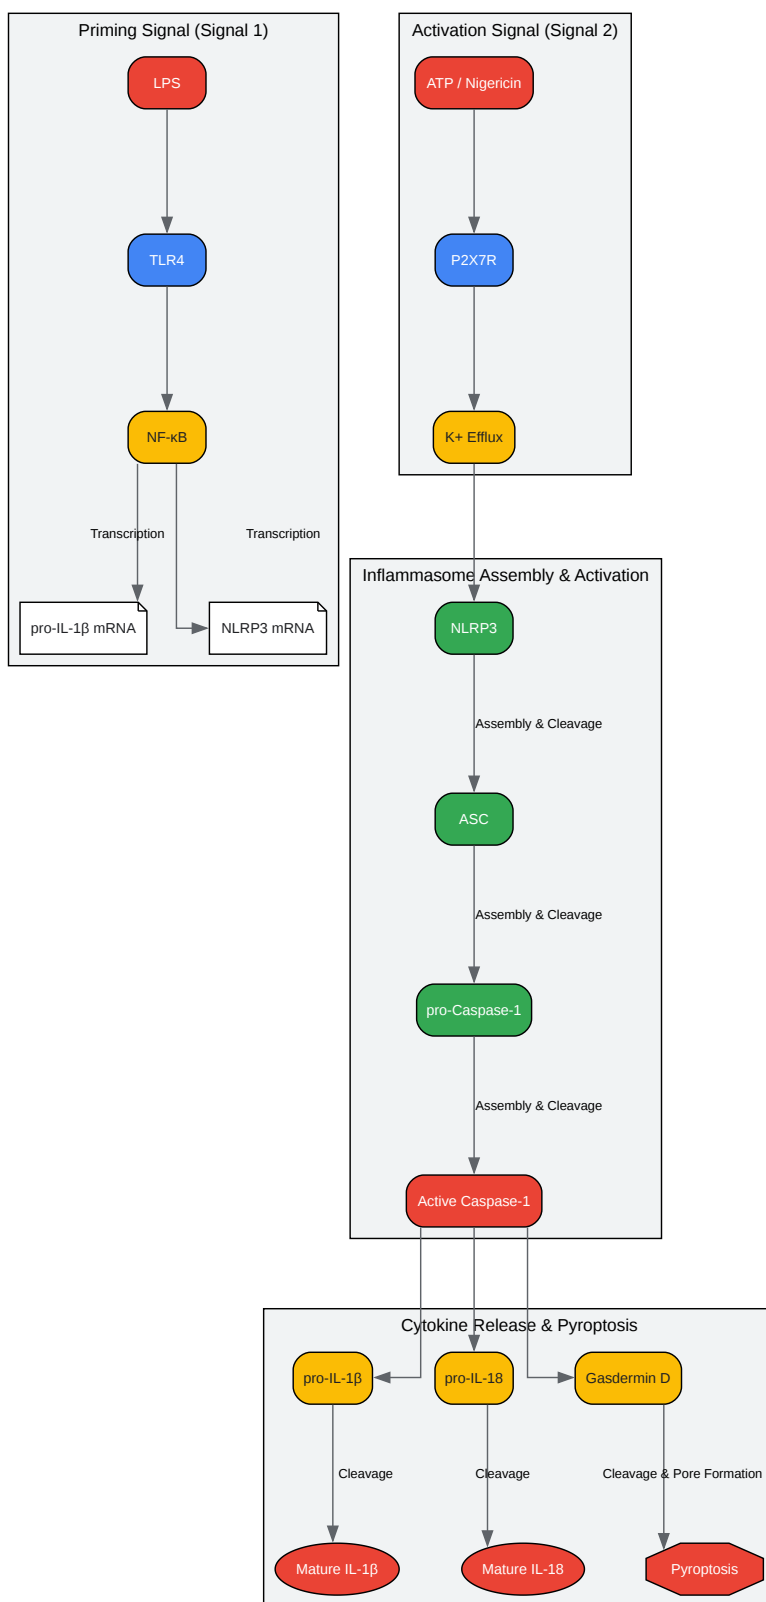 Priming Signal (Signal 1)
LPS
TLR4
NF-κB
Transcription
Transcription
pro-IL-1β mRNA
NLRP3 mRNA
Activation Signal (Signal 2)
ATP / Nigericin
P2X7R
K+ Efflux
Inflammasome Assembly & Activation
NLRP3
Assembly & Cleavage
ASC
Assembly & Cleavage
pro-Caspase-1
Assembly & Cleavage
Active Caspase-1
Cytokine Release & Pyroptosis
pro-IL-1β
pro-IL-18
Gasdermin D
Cleavage
Cleavage
Cleavage & Pore Formation
Mature IL-1β
Mature IL-18
Pyroptosis